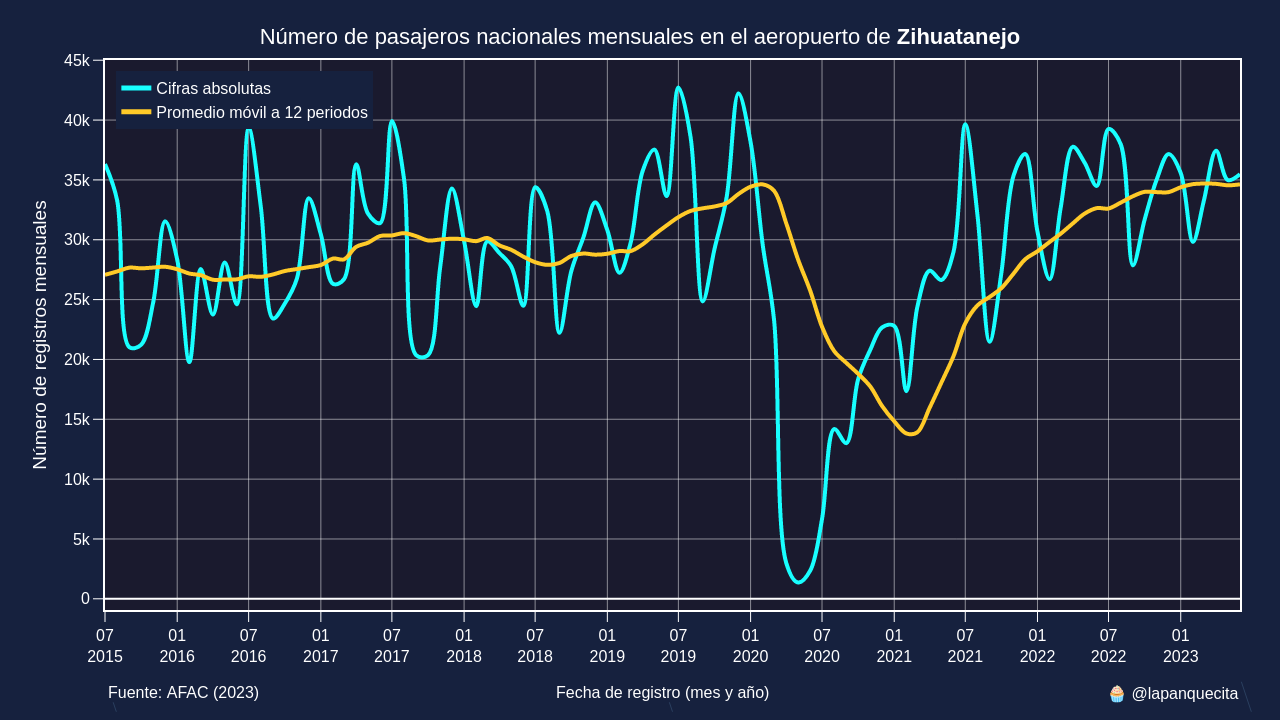 Número de pasajeros nacionales mensuales en el aeropuerto de Zihuatanejo
Cifras absolutas
Promedio móvil a 12 periodos
Número de registros mensuales
45k
40k
35k
30k
25k
20k
15k
10k
5k
0
07 01 07 01 07 01 07 01 07 01 07 01 07 01 07 01
2015 2016 2016 2017 2017 2018 2018 2019 2019 2020 2020 2021 2021 2022 2022 2023
Fuente: AFAC (2023)
Fecha de registro (mes y año)
🧁 @lapanquecita